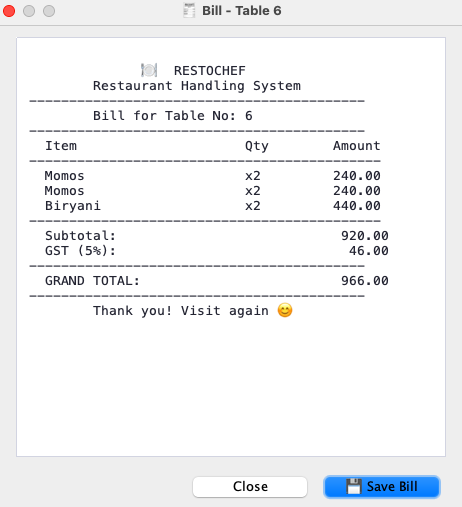 Bill - Table 6
🍽 RESTOCHEF
Restaurant Handling System
Bill for Table No: 6
Item Qty Amount
Momos x2 240.00
Momos x2 240.00
Biryani x2 440.00
Subtotal: 920.00
GST (5%): 46.00
GRAND TOTAL: 966.00
Thank you! Visit again 😊
Close
Save Bill